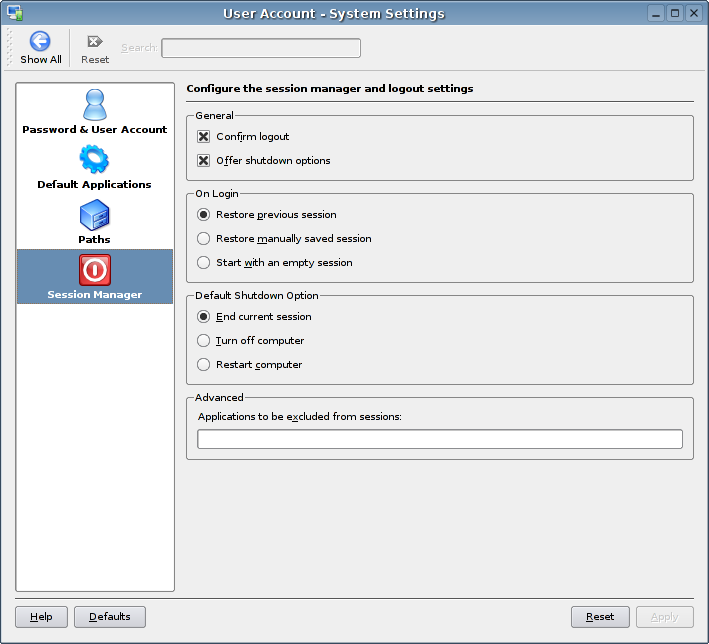 User Account - System Settings
Show All
Reset
Search:
Password & User Account
Default Applications
Paths
Session Manager
Configure the session manager and logout settings
General
Confirm logout
Offer shutdown options
On Login
Restore previous session
Restore manually saved session
Start with an empty session
Default Shutdown Option
End current session
Turn off computer
Restart computer
Advanced
Applications to be excluded from sessions:
Help
Defaults
Reset
Apply